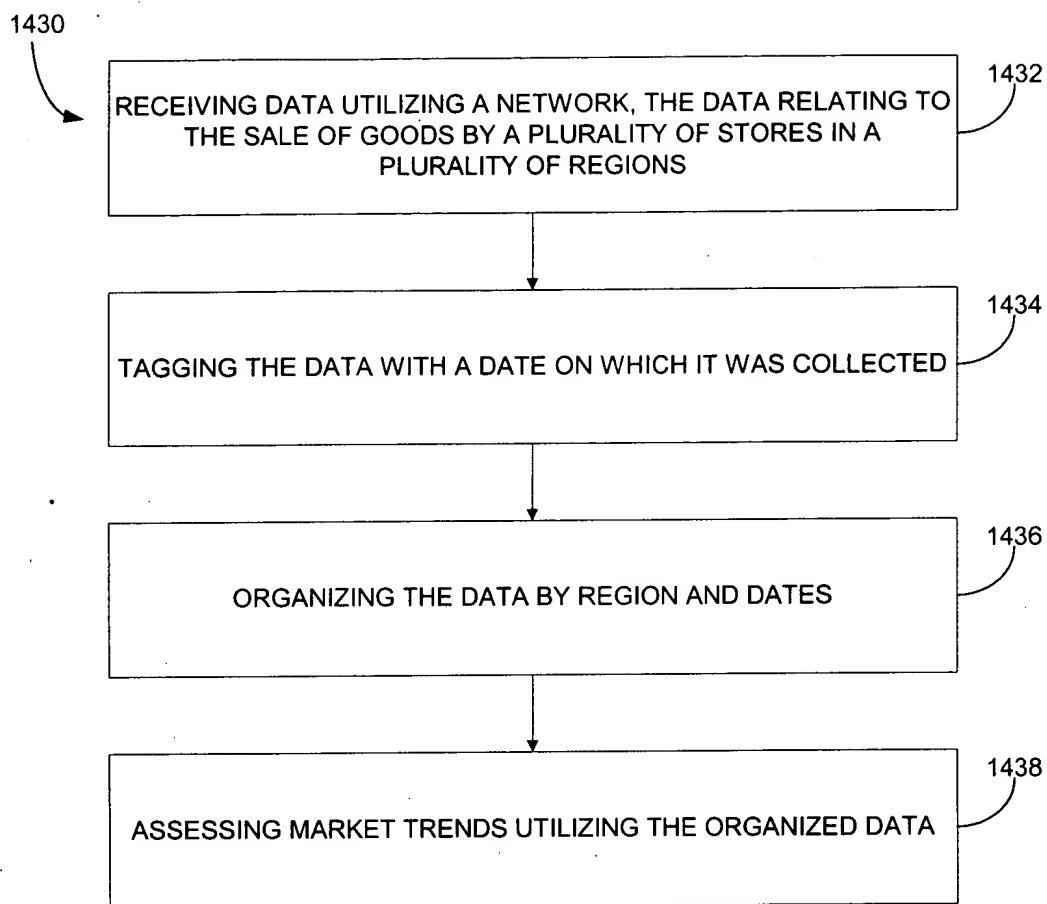 1430
1432
RECEIVING DATA UTILIZING A NETWORK, THE DATA RELATING TO
THE SALE OF GOODS BY A PLURALITY OF STORES IN A
PLURALITY OF REGIONS
1434
TAGGING THE DATA WITH A DATE ON WHICH IT WAS COLLECTED
1436
ORGANIZING THE DATA BY REGION AND DATES
1438
ASSESSING MARKET TRENDS UTILIZING THE ORGANIZED DATA